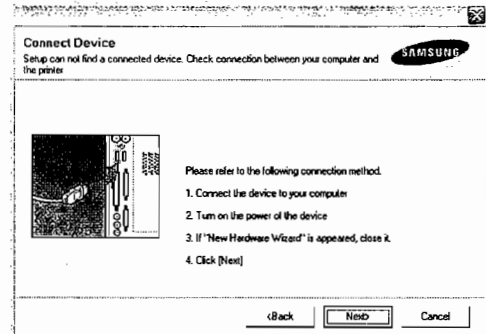 Connect Device
Setup can not find a connected device. Check connection between your computer and
the printer
SAMSUNG
Please refer to the following connection method.
1. Connect the device to your computer
2. Turn on the power of the device
3. If "New Hardware Wizard" is appeared, close it.
4. Click [Next]
<Back
Next>
Cancel